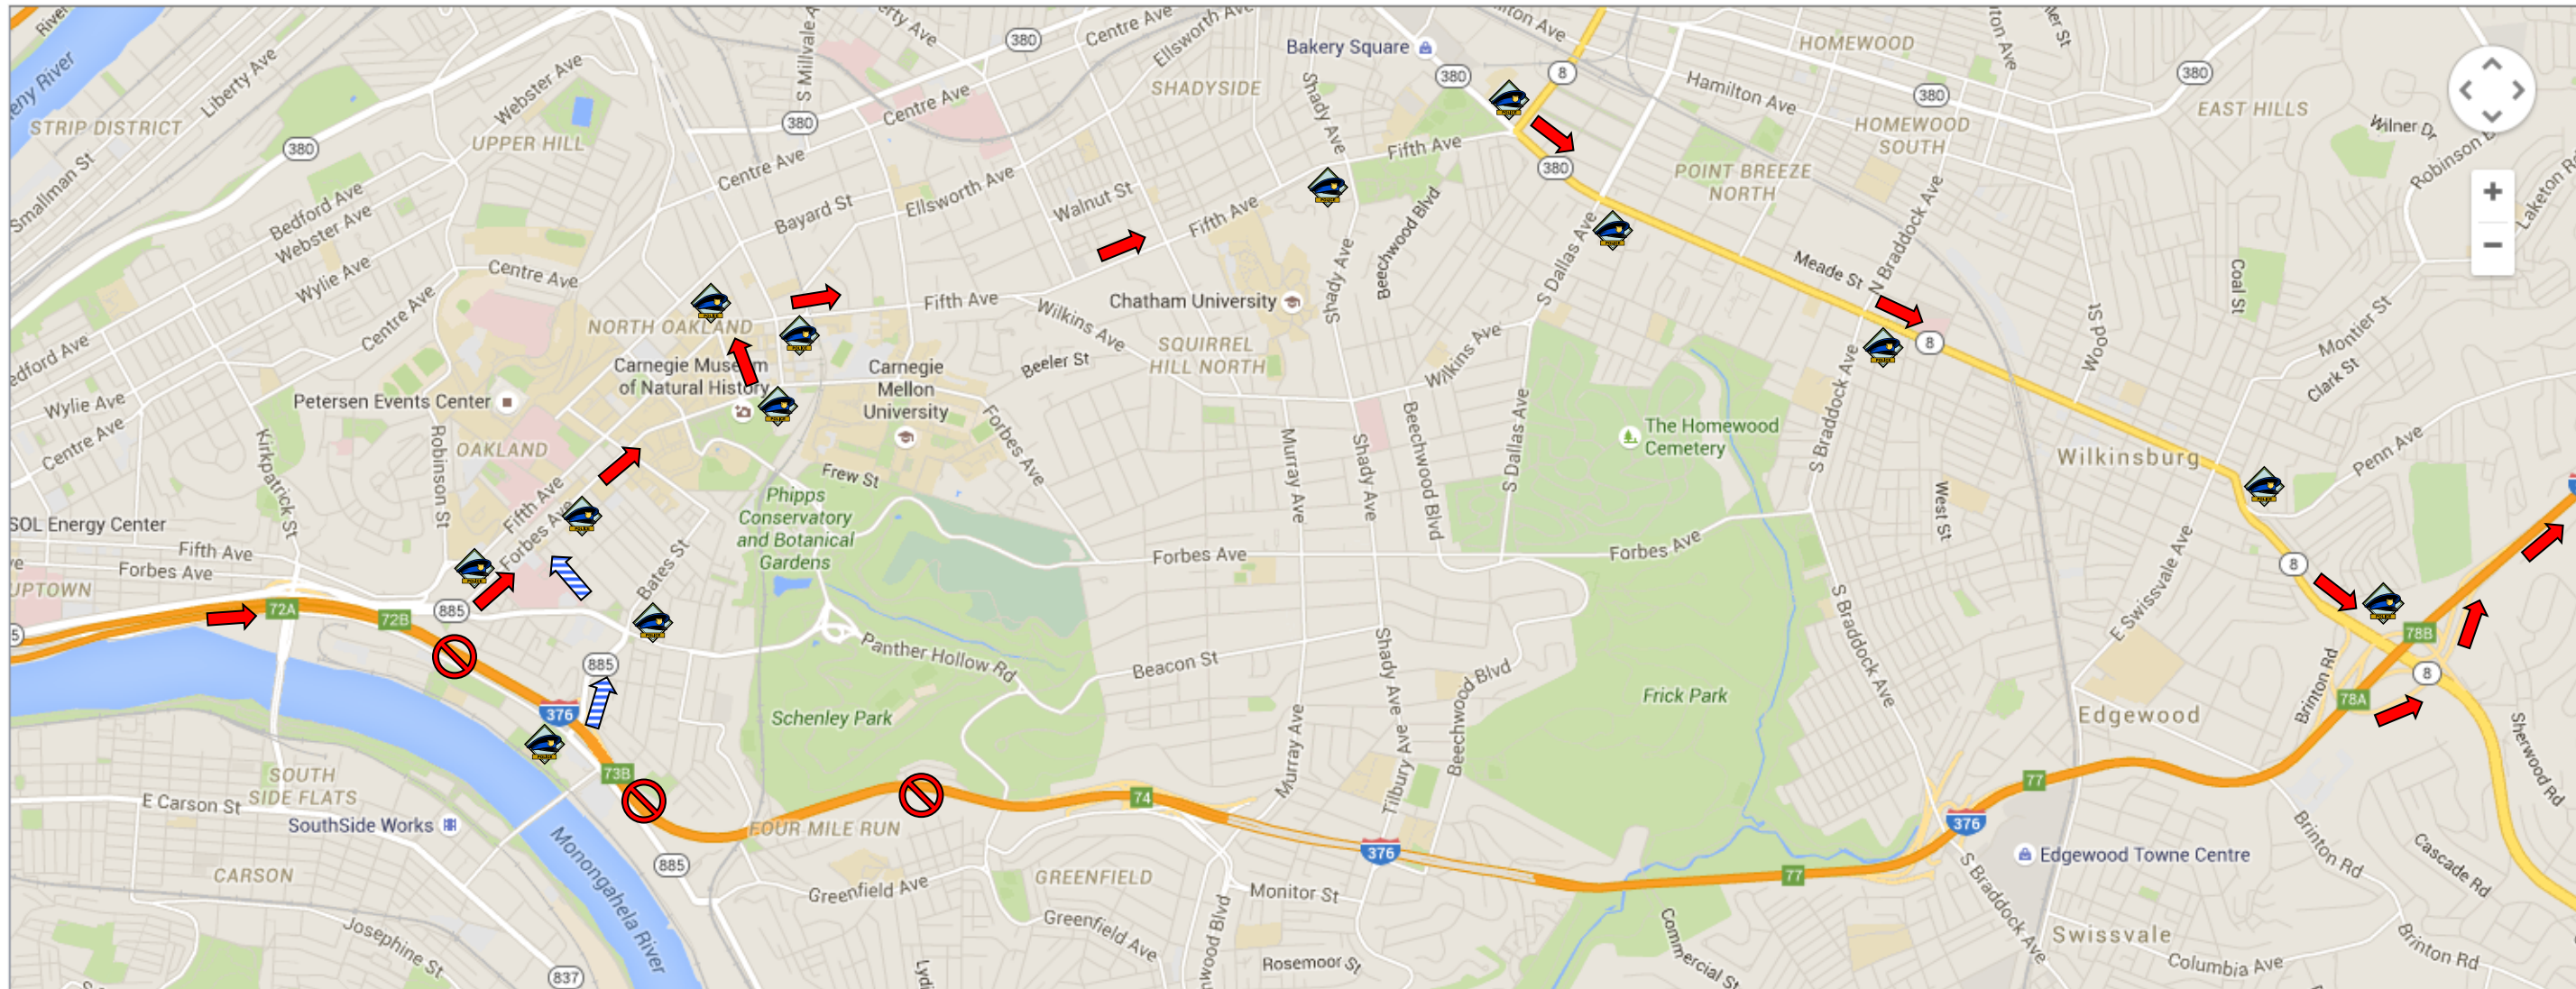 Bakery Square
380
8
HOMEWOOD
Hamilton Ave
380
380
EAST HILLS
HOMEWOOD
SOUTH
Wilner Dr
Liberty Ave
Webster Ave
S Millvale A
380
Centre Ave
Ellsworth Ave
SHADYSIDE
Shady Ave
STRIP DISTRICT
UPPER HILL
380
Centre Ave
380
Smallman St
Bedford Ave
Webster Ave
Wylie Ave
Centre Ave
Centre Ave
Centre Ave
Bayard St
Ellsworth Ave
Walnut St
Fifth Ave
Fifth Ave
380
POINT BREEZE
NORTH
N Braddock Ave
Meade St
Coal St
Montier St
Clark St
Wood St
Penn Ave
Beechwood Blvd
Shady Ave
S Dallas Ave
NORTH OAKLAND
Fifth Ave
Wilkins Ave
Chatham University
SQUIRREL
HILL NORTH
Wilkins Ave
8
Carnegie Museum
of Natural History
Carnegie
Mellon
University
Beeler St
Petersen Events Center
Wylie Ave
Centre Ave
Kirkpatrick St
Robinson St
OAKLAND
Forbes Ave
Frew St
Murray Ave
Shady Ave
Beechwood Blvd
S Dallas Ave
The Homewood
Cemetery
S Braddock Ave
West St
Wilkinsburg
SOL Energy Center
Fifth Ave
Forbes Ave
UPTOWN
Fifth Ave
Forbes Ave
Bates St
Phipps
Conservatory
and Botanical
Gardens
Forbes Ave
Forbes Ave
E Swissvale Ave
8
72A
72B
885
885
Panther Hollow Rd
Beacon St
Schenley Park
Shady Ave
Beechwood Blvd
Frick Park
S Braddock Ave
Edgewood
Brinton Rd
78B
8
78A
Sherwood Rd
376
73B
SOUTH
SIDE FLATS
E Carson St
SouthSide Works
CARSON
Monongahela River
Josephine St
837
885
FOUR MILE RUN
74
Murray Ave
Tilbury Ave
376
77
376
77
Edgewood Towne Centre
Brinton Rd
Cascade Rd
Greenfield Ave
GREENFIELD
Greenfield Ave
Monitor St
Rosemoor St
Commercial St
S Braddock Ave
Swissvale
Columbia Ave
Brinton Rd